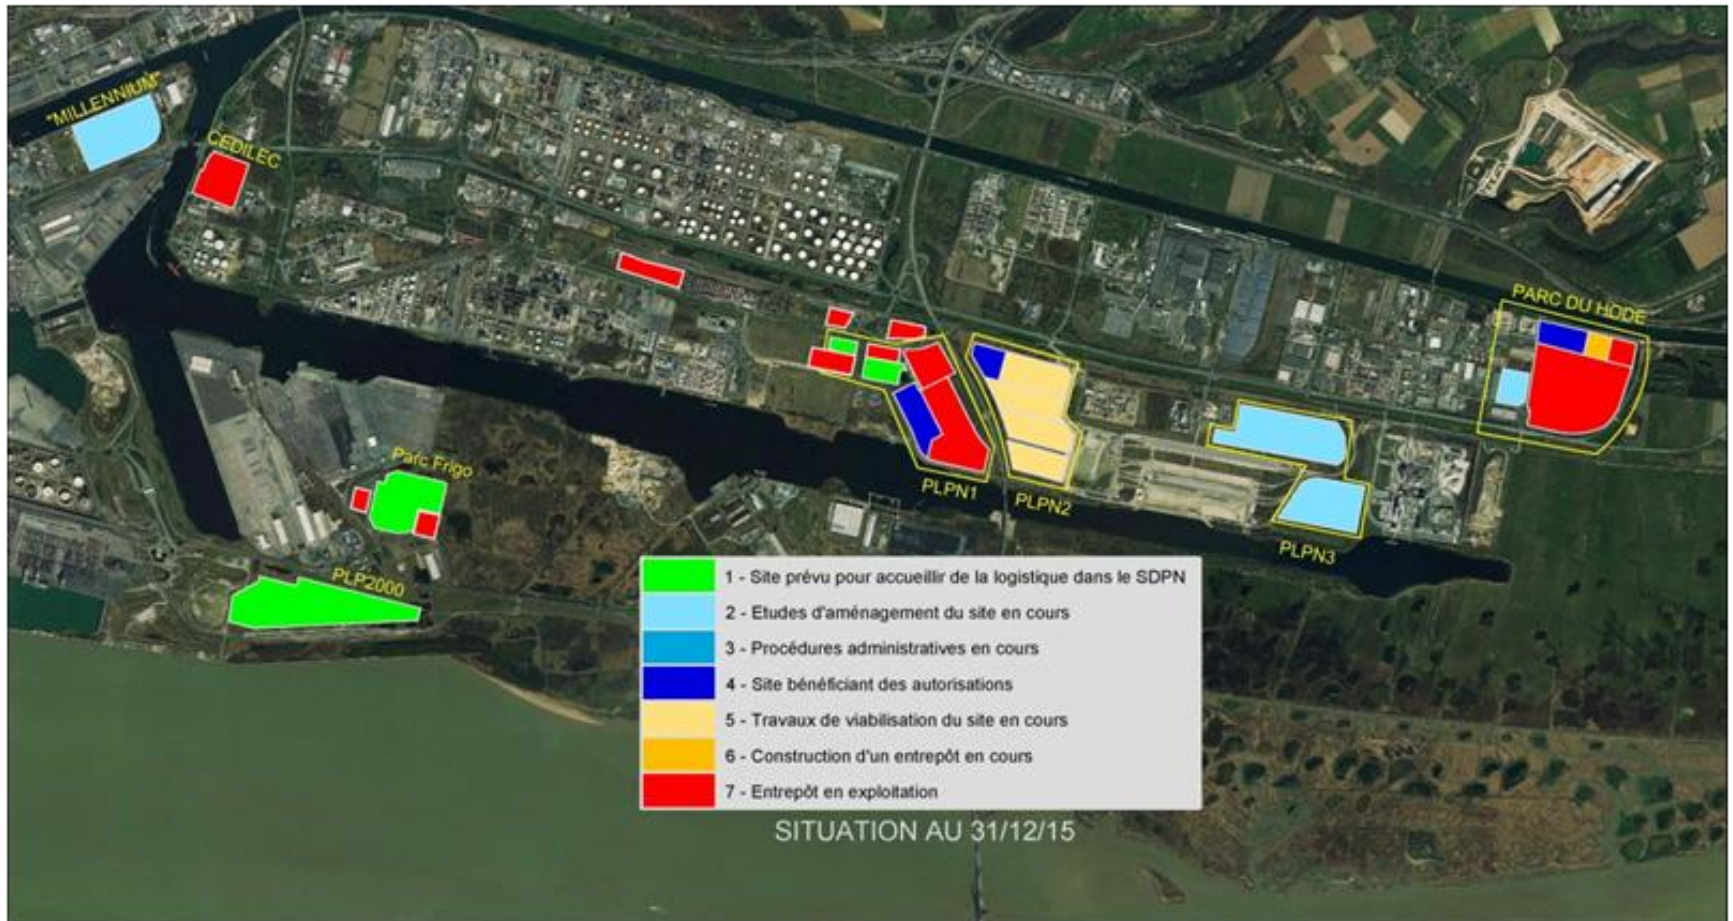 "MILLENNIUM"
CEDILEC
PARC DU HODE
Parc Frigo
PLPN1
PLPN2
PLPN3
PLP2000
1 - Site prévu pour accueillir de la logistique dans le SDPN
2 - Etudes d'aménagement du site en cours
3 - Procédures administratives en cours
4 - Site bénéficiant des autorisations
5 - Travaux de viabilisation du site en cours
6 - Construction d'un entrepôt en cours
7 - Entrepôt en exploitation
SITUATION AU 31/12/15